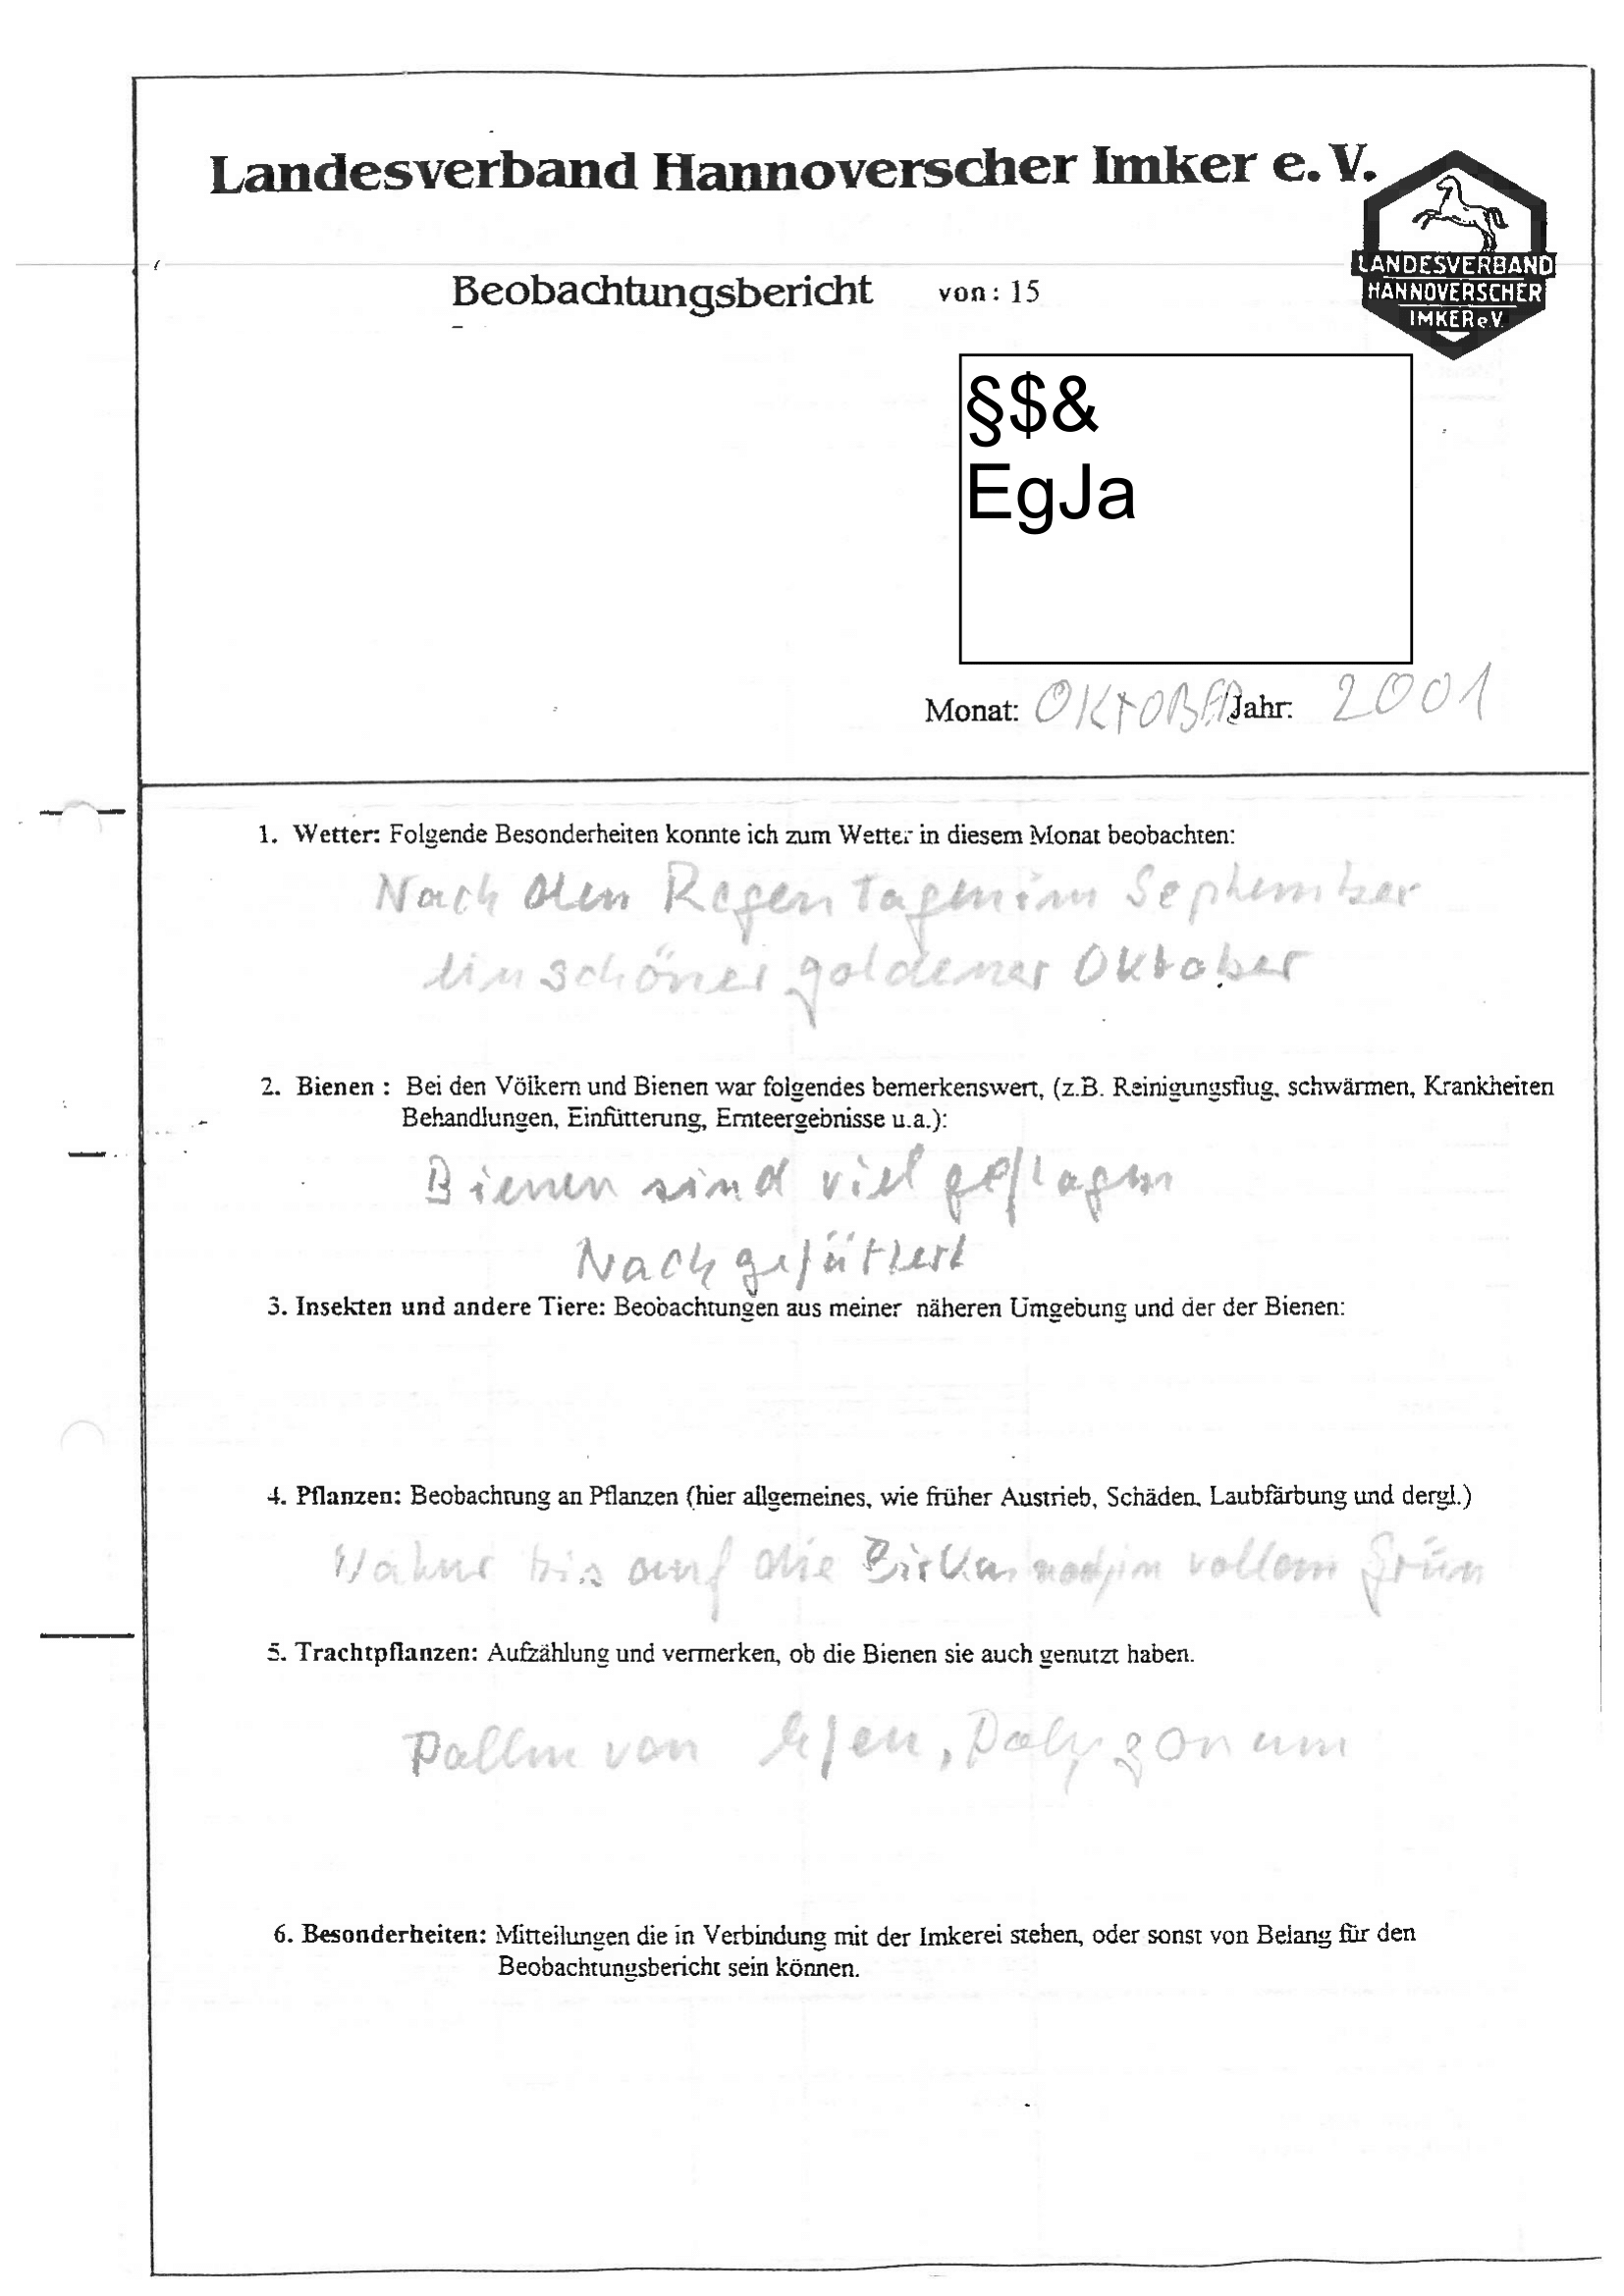 Landesverband Hannoverscher Imker e. V.
LANDESVERBAND
HANNOVERSCHER
IMKER e.V.
Beobachtungsbericht von: 15
§$&
EgJa
Monat: OKTOBER Jahr: 2001
1. Wetter: Folgende Besonderheiten konnte ich zum Wetter in diesem Monat beobachten:
Nach den Regentagen im September
ein schöner goldener Oktober
2. Bienen : Bei den Völkern und Bienen war folgendes bemerkenswert, (z.B. Reinigungsflug, schwärmen, Krankheiten
Behandlungen, Einfütterung, Ernteergebnisse u.a.):
Bienen sind viel geflogen
Nachgefüttert
3. Insekten und andere Tiere: Beobachtungen aus meiner näheren Umgebung und der der Bienen:
4. Pflanzen: Beobachtung an Pflanzen (hier allgemeines, wie früher Austrieb, Schäden, Laubfärbung und dergl.)
Natur bis auf die Birken noch in vollem Grün
5. Trachtpflanzen: Aufzählung und vermerken, ob die Bienen sie auch genutzt haben.
Pollen von Efeu, Polygonum
6. Besonderheiten: Mitteilungen die in Verbindung mit der Imkerei stehen, oder sonst von Belang für den
Beobachtungsbericht sein können.